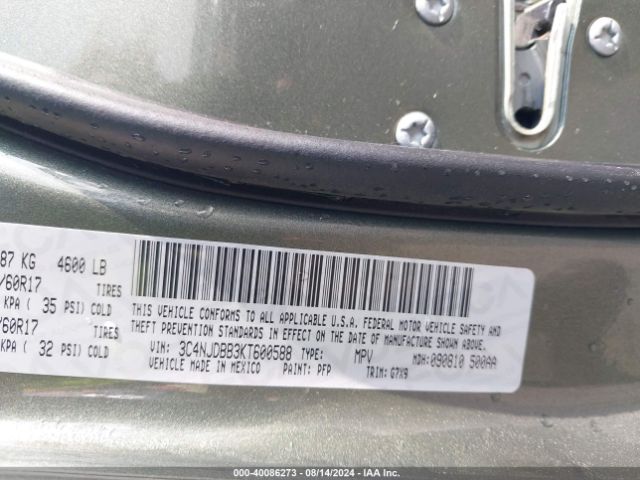 87 KG 4600 LB
/60R17 TIRES
KPA ( 35 PSI) COLD
/60R17 TIRES
KPA ( 32 PSI) COLD
THIS VEHICLE CONFORMS TO ALL APPLICABLE U.S.A. FEDERAL MOTOR VEHICLE SAFETY AND
THEFT PREVENTION STANDARDS IN EFFECT ON THE DATE OF MANUFACTURE SHOWN ABOVE.
VIN: 3C4NJDBB3KT600588 TYPE: MPV MDH: 090810 500AA
VEHICLE MADE IN MEXICO PAINT: PFP TRIM: G7X9
00-40086273 - 08/14/2024 - IAA Inc.